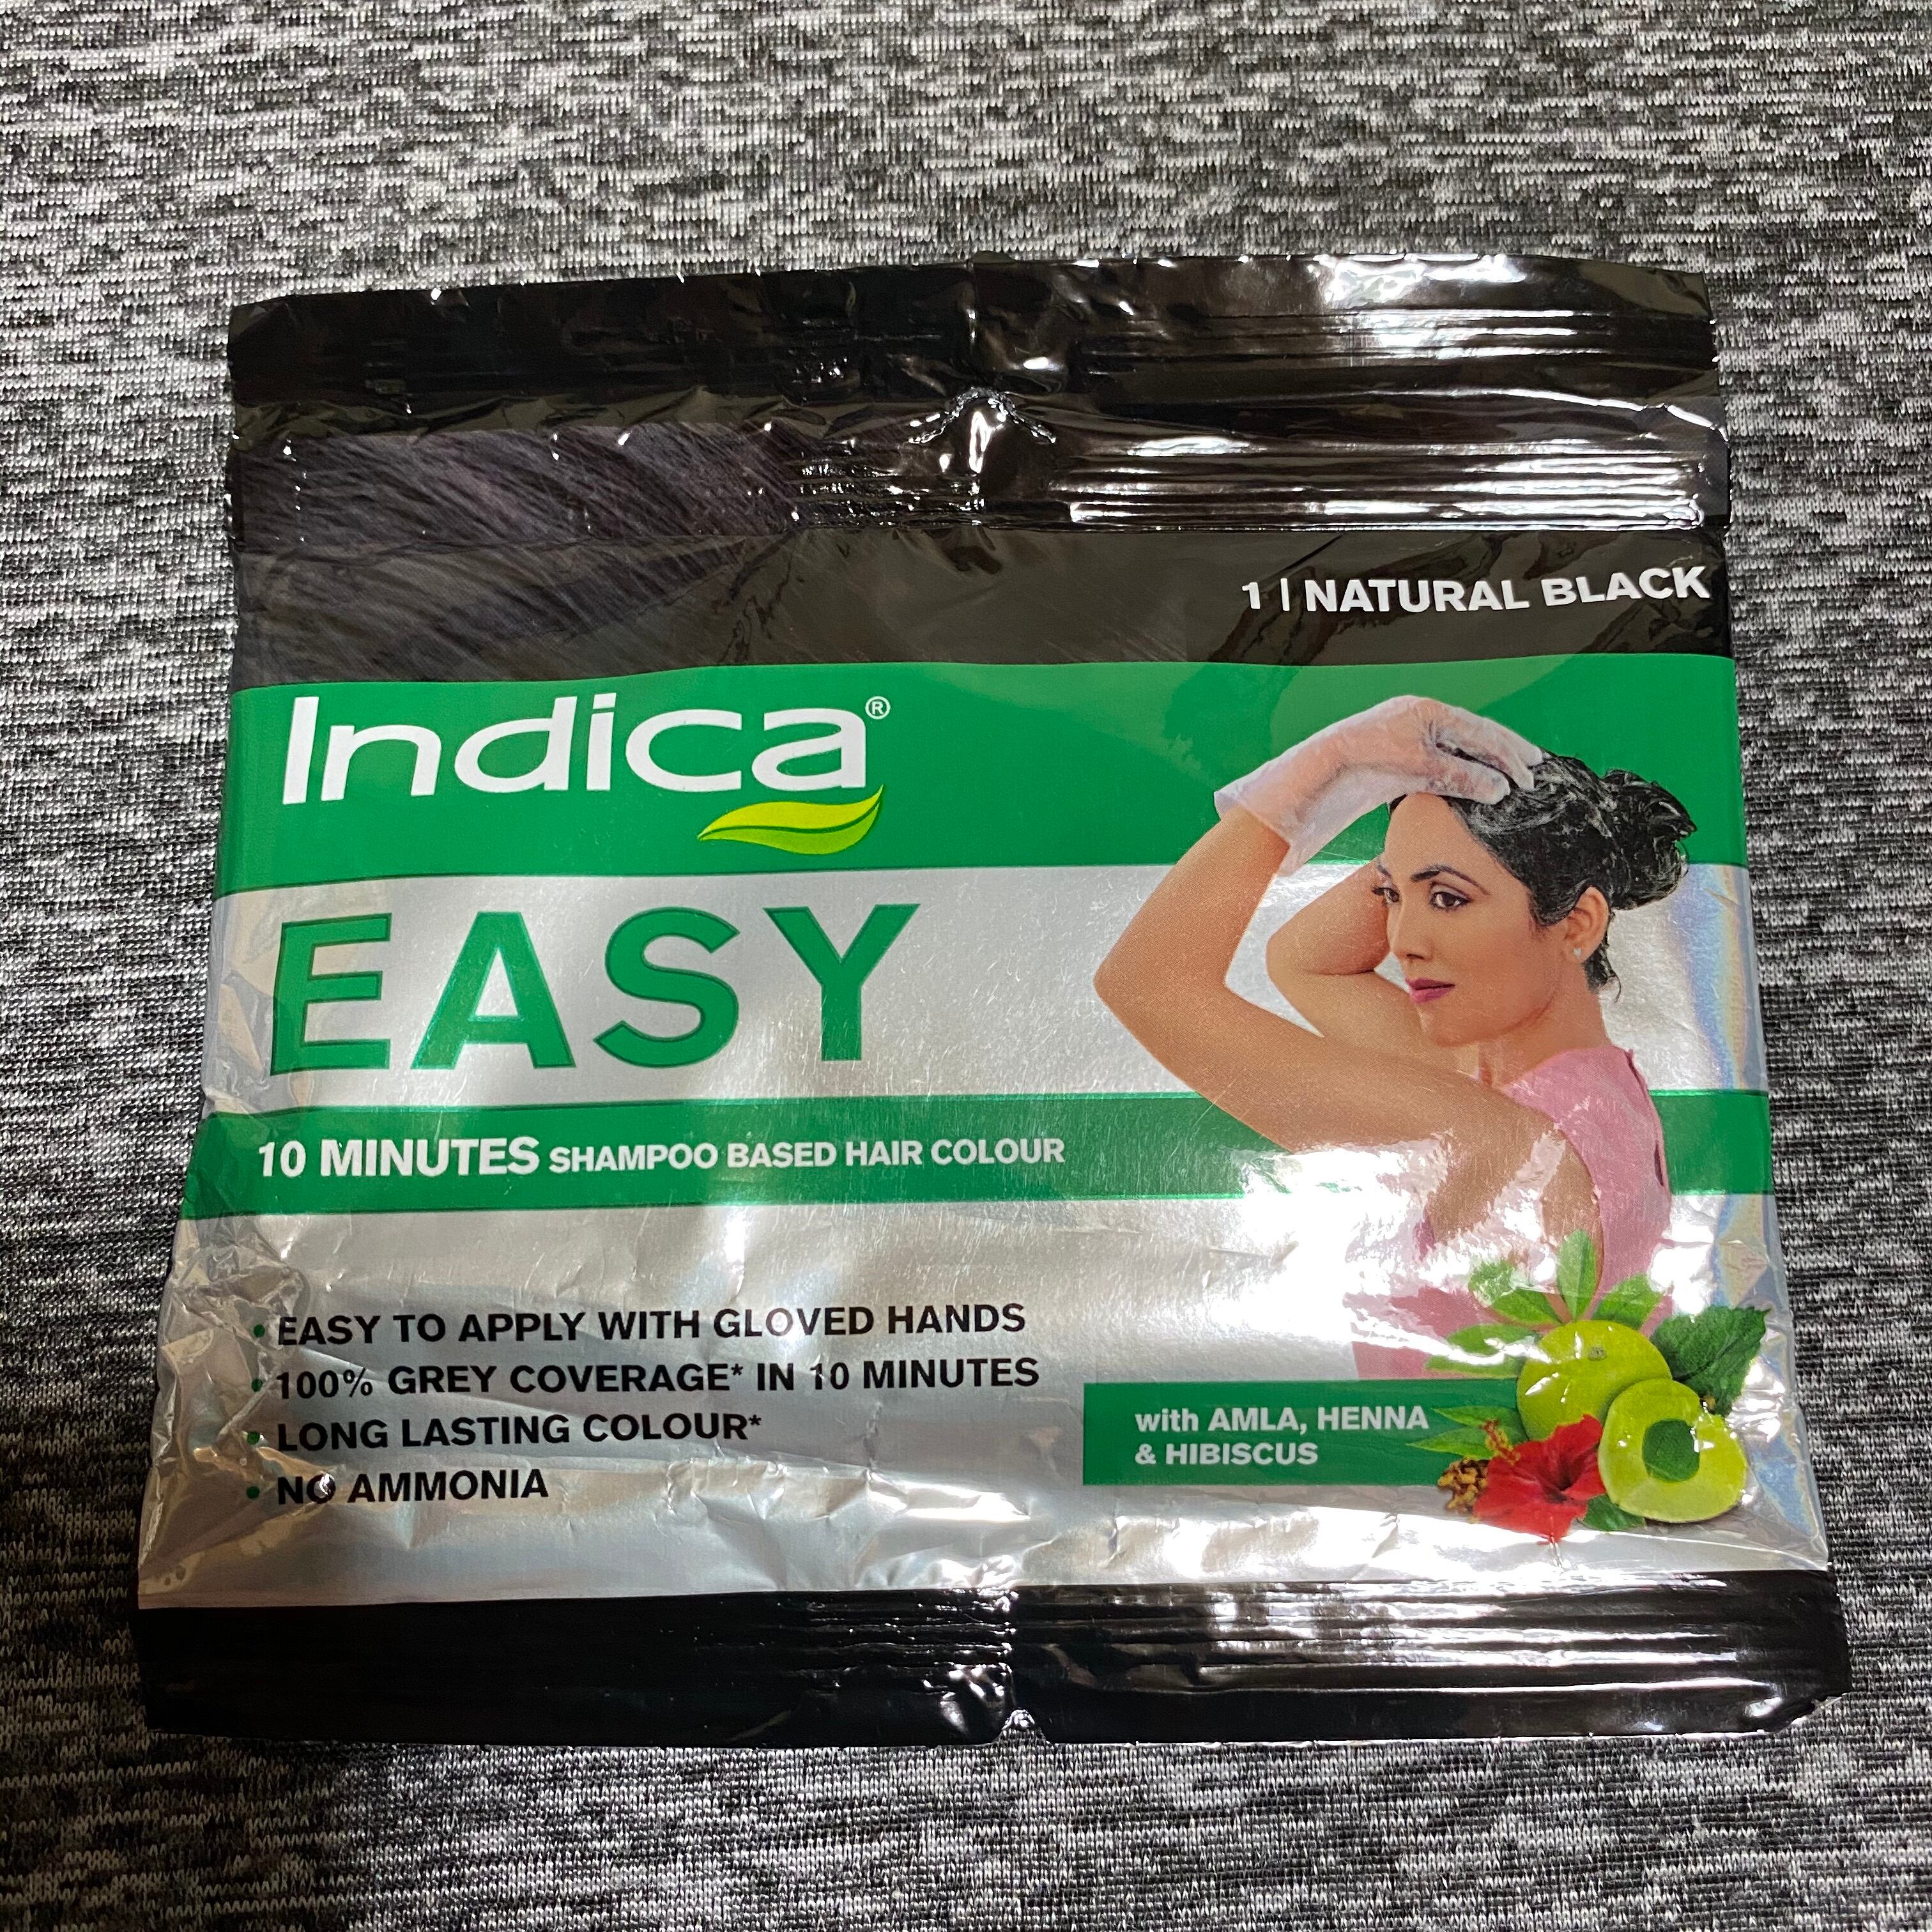 1 | NATURAL BLACK
Indica®
EASY
10 MINUTES SHAMPOO BASED HAIR COLOUR
• EASY TO APPLY WITH GLOVED HANDS
• 100% GREY COVERAGE* IN 10 MINUTES
• LONG LASTING COLOUR*
• NO AMMONIA
with AMLA, HENNA
& HIBISCUS